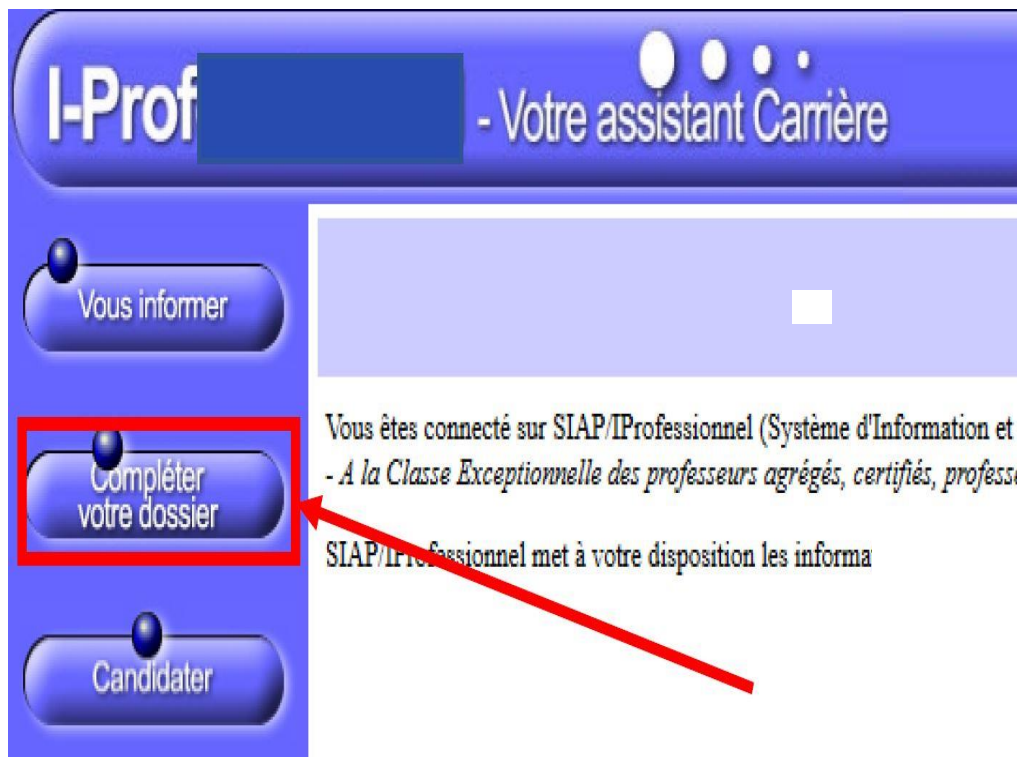 I-Prof - Votre assistant Carrière
Vous informer
Vous êtes connecté sur SIAP/IProfessionnel (Système d'Information et
- A la Classe Exceptionnelle des professeurs agrégés, certifiés, professe
Compléter
votre dossier
SIAP/IProfessionnel met à votre disposition les informa
Candidater